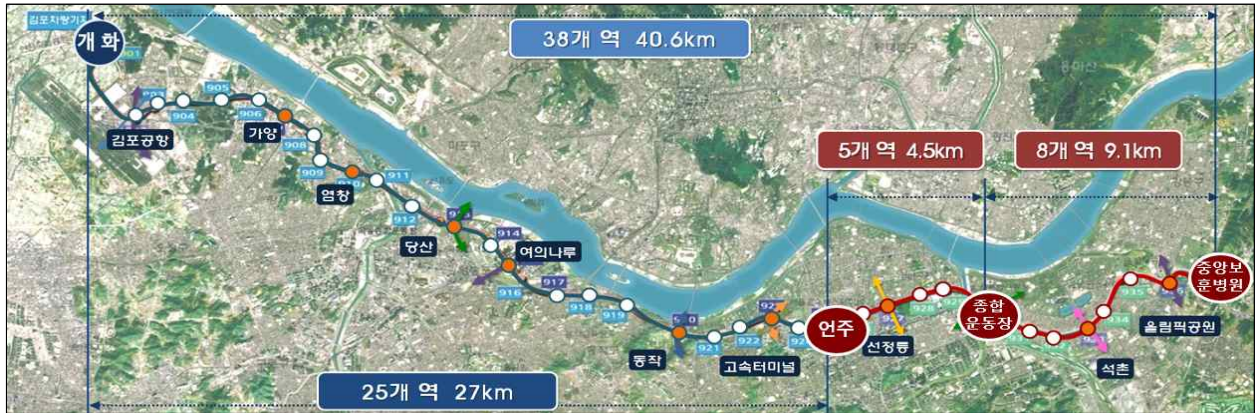 38개 역 40.6km
김포차량기지
개화
901
903
904
905
906
김포공항
가양
908
909
염창
911
912
당산
914
여의나루
916
917
918
919
동작
921
922
고속터미널
5개 역 4.5km
8개 역 9.1km
언주
선정릉
928
종합
운동장
석촌
934
935
올림픽공원
중앙보
훈병원
25개 역 27km